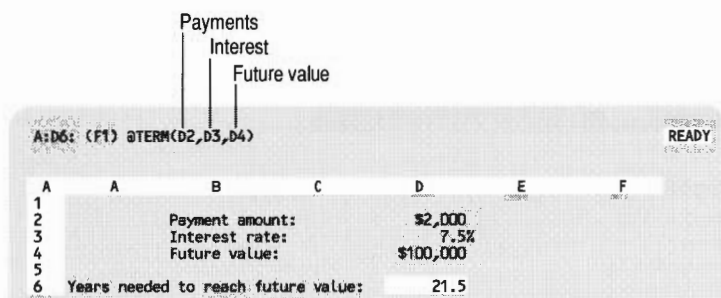 Payments
Interest
Future value
A:D6: (F1) @TERM(D2,D3,D4) READY
A A B C D E F
1
2 Payment amount: $2,000
3 Interest rate: 7.5%
4 Future value: $100,000
5
6 Years needed to reach future value: 21.5